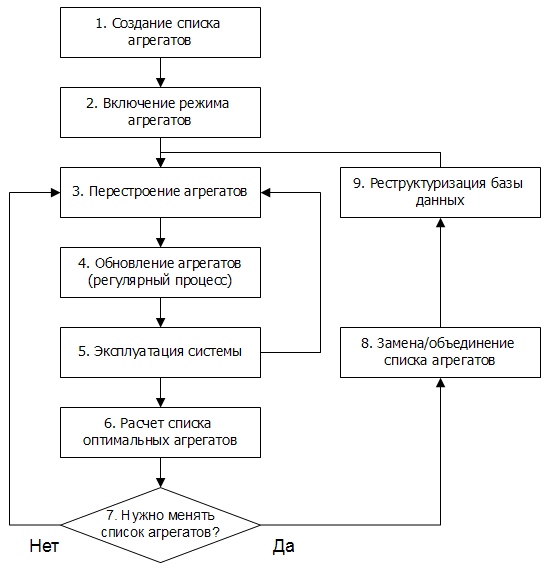 1. Создание списка
агрегатов
2. Включение режима
агрегатов
3. Перестроение агрегатов
9. Реструктуризация базы
данных
4. Обновление агрегатов
(регулярный процесс)
5. Эксплуатация системы
8. Замена/объединение
списка агрегатов
6. Расчет списка
оптимальных агрегатов
7. Нужно менять
список агрегатов?
Нет
Да